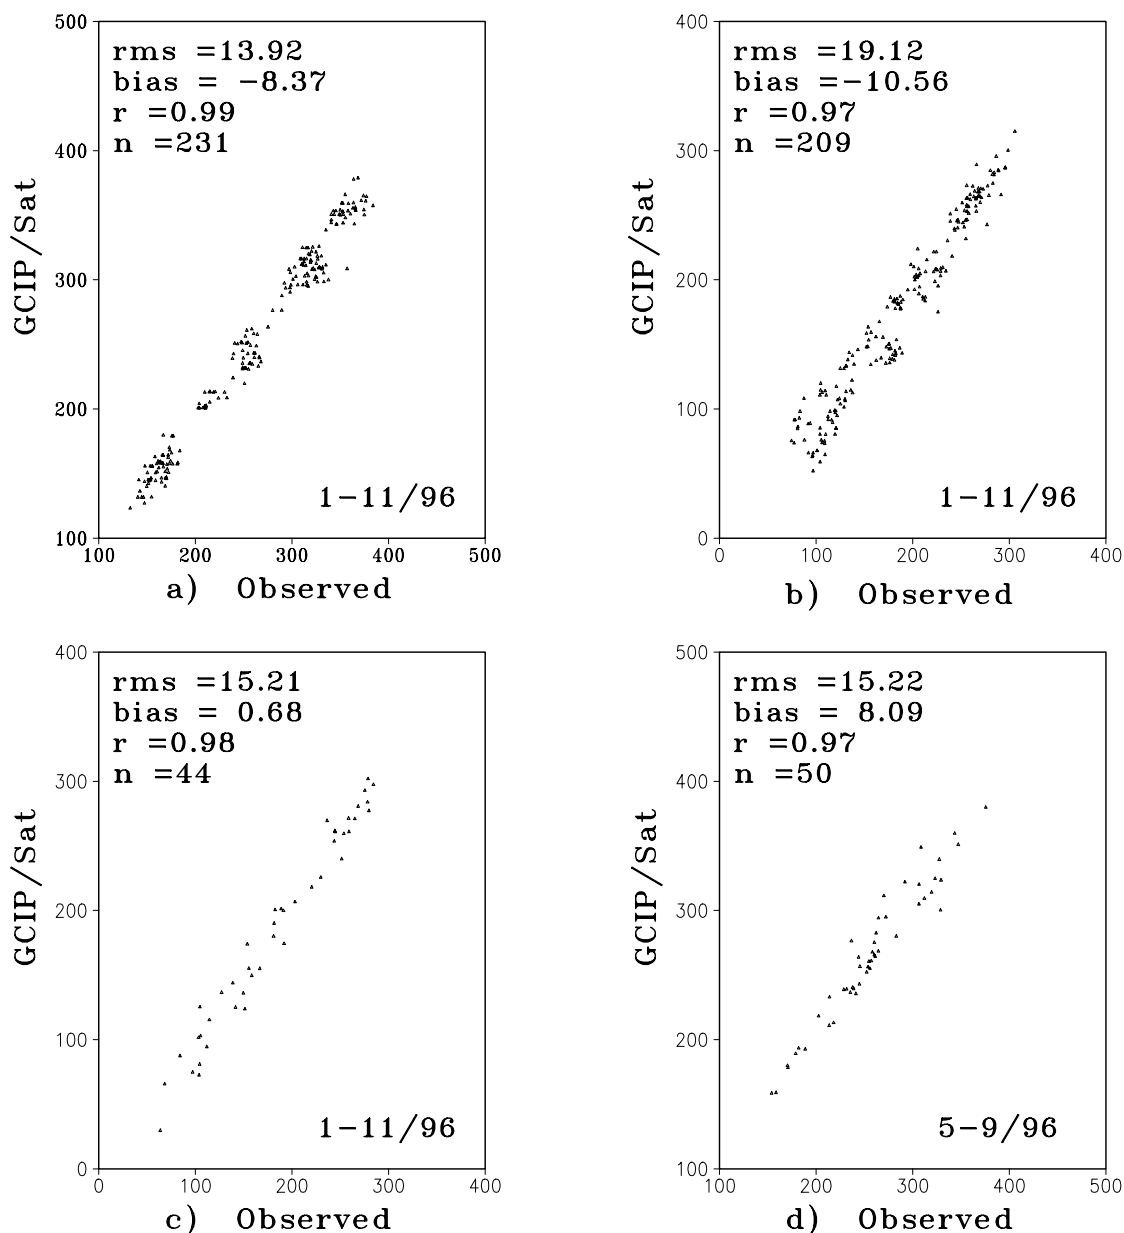 500
400
300
200
100
100 200 300 400 500
GCIP/Sat
rms =13.92
bias = -8.37
r =0.99
n =231
1-11/96
a) Observed
400
300
200
100
0
0 100 200 300 400
GCIP/Sat
rms =19.12
bias =-10.56
r =0.97
n =209
1-11/96
b) Observed
400
300
200
100
0
0 100 200 300 400
GCIP/Sat
rms =15.21
bias = 0.68
r =0.98
n =44
1-11/96
c) Observed
500
400
300
200
100
100 200 300 400 500
GCIP/Sat
rms =15.22
bias = 8.09
r =0.97
n =50
5-9/96
d) Observed